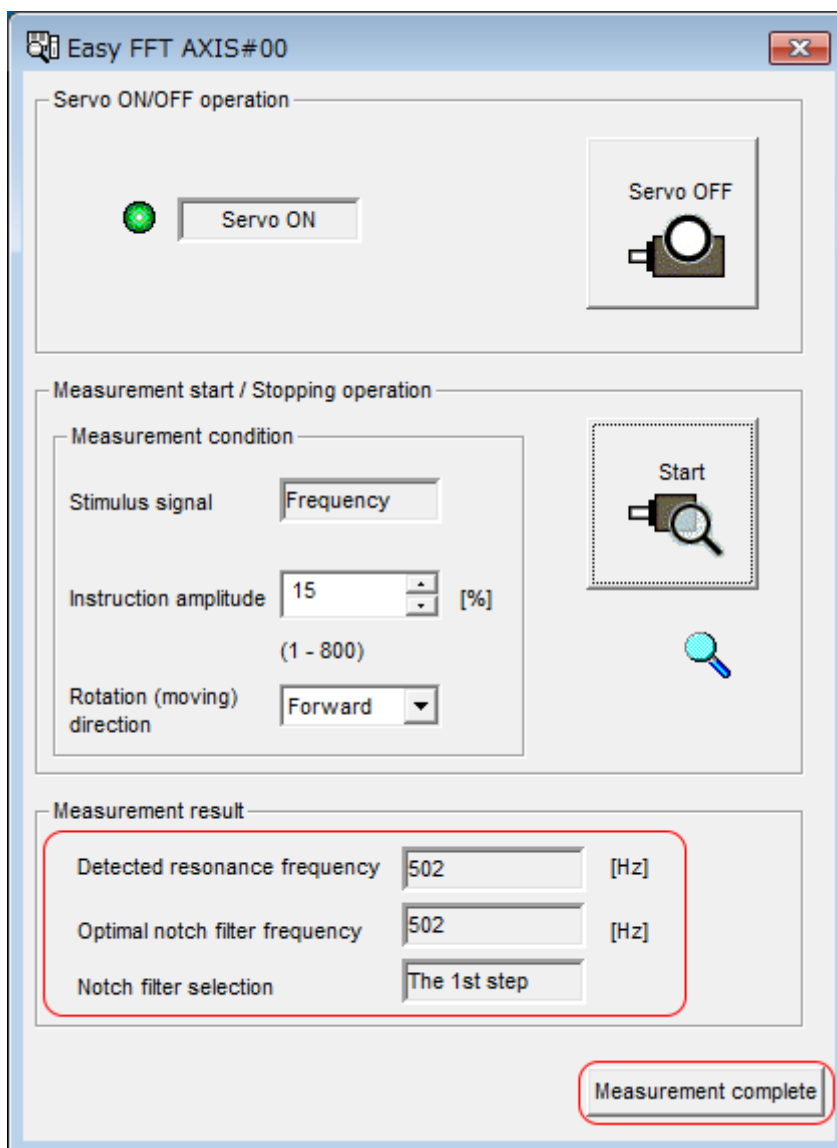 Easy FFT AXIS#00
Servo ON/OFF operation
Servo ON
Servo OFF
Measurement start / Stopping operation
Measurement condition
Start
Stimulus signal
Frequency
Instruction amplitude
15
[%]
(1 - 800)
Rotation (moving)
direction
Forward
Measurement result
Detected resonance frequency
502
[Hz]
Optimal notch filter frequency
502
[Hz]
Notch filter selection
The 1st step
Measurement complete